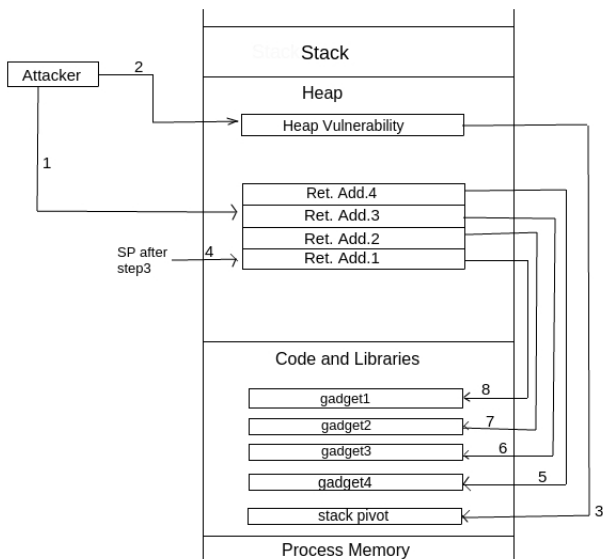 Stack
Attacker
2
Heap
Heap Vulnerability
1
Ret. Add.4
Ret. Add.3
Ret. Add.2
Ret. Add.1
SP after
step3
4
Code and Libraries
gadget1
8
gadget2
7
gadget3
6
gadget4
5
stack pivot
3
Process Memory